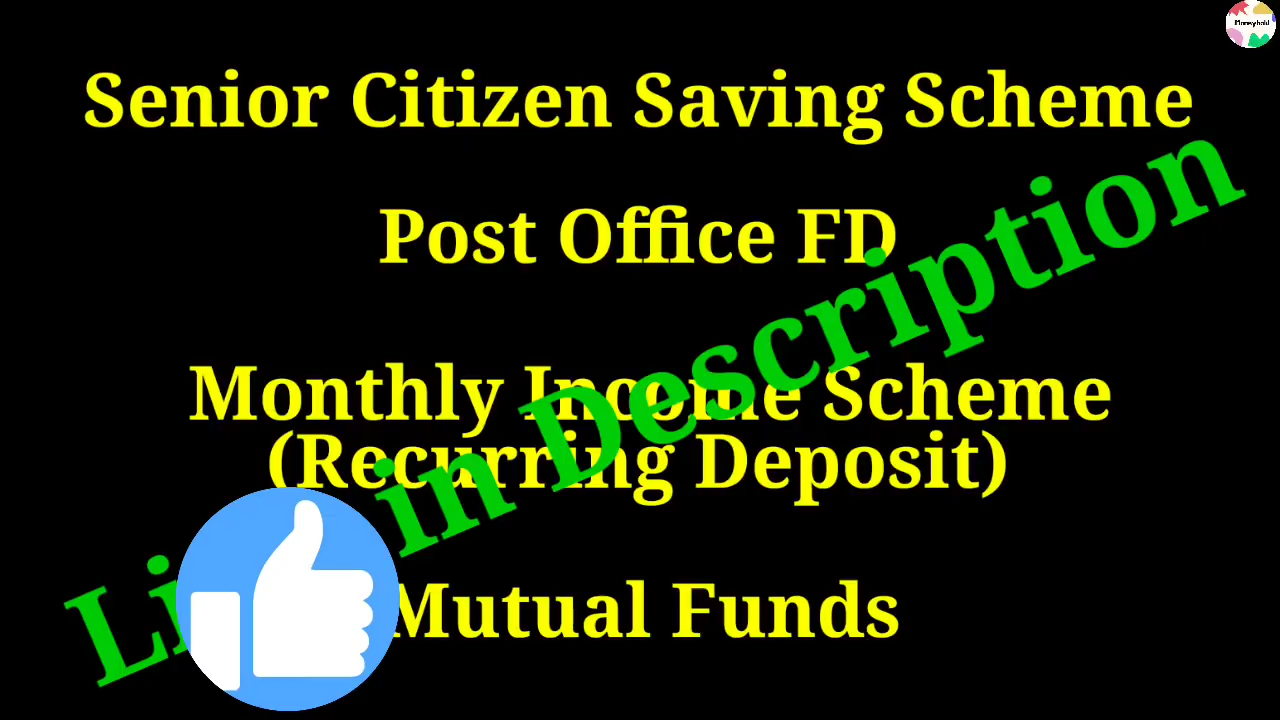 Senior Citizen Saving Scheme
Post Office FD
Monthly Income Scheme
(Recurring Deposit)
Mutual Funds
in Description